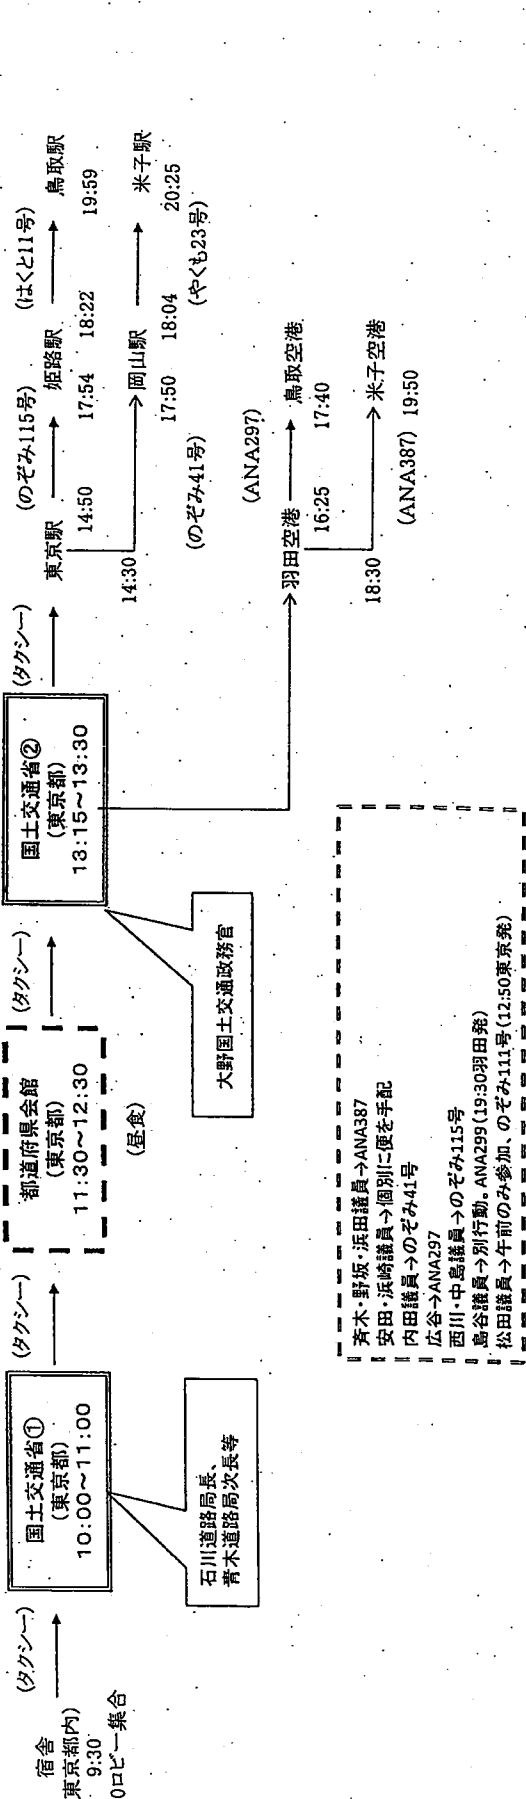 宿舎
東京都内)
9:30
0ロビー集合
(タクシー)
国土交通省①
(東京都)
10:00～11:00
石川道路局長、
青木道路局次長等
(タクシー)
都道府県会館
(東京都)
11:30～12:30
(昼食)
(タクシー)
国土交通省②
(東京都)
13:15～13:30
大野国土交通政務官
(タクシー)
東京駅
14:50
(のぞみ115号)
姫路駅
17:54 18:22
(はくと11号)
鳥取駅
19:59
14:30
(のぞみ41号)
岡山駅
17:50 18:04
(やくも23号)
米子駅
20:25
羽田空港
16:25
(ANA297)
鳥取空港
17:40
18:30
(ANA387)
米子空港
19:50
斉木・野坂・浜田議員→ANA387
安田・浜崎議員→個別に便を手配
内田議員→のぞみ41号
広谷→ANA297
西川・中島議員→のぞみ115号
島谷議員→別行動。ANA299(19:30羽田発)
松田議員→午前のみ参加、のぞみ111号(12:50東京発)